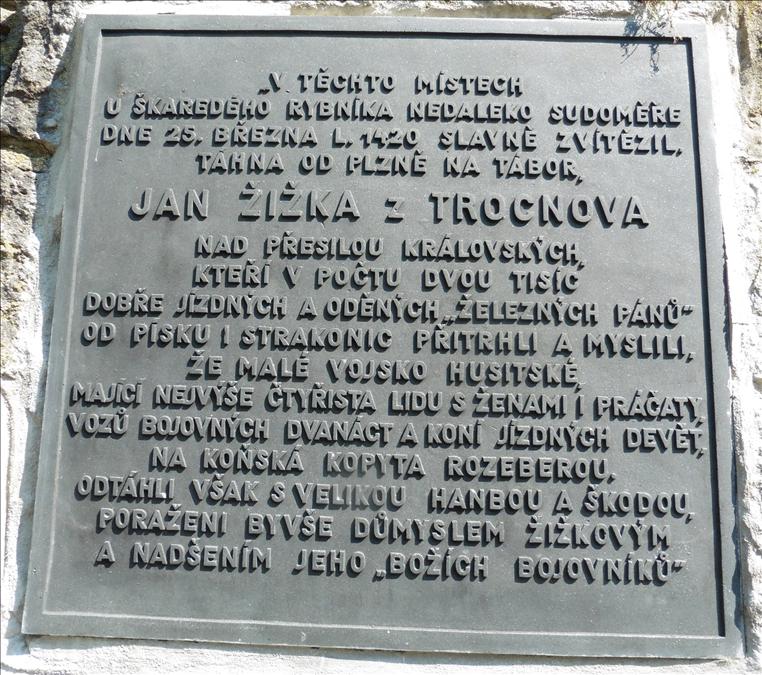 „V TĚCHTO MÍSTECH
U ŠKAREDÉHO RYBNÍKA NEDALEKO SUDOMĚŘE
DNE 25. BŘEZNA L. 1420 SLAVNĚ ZVÍTĚZIL,
TÁHNA OD PLZNĚ NA TÁBOR,
JAN ŽIŽKA z TROCNOVA
NAD PŘESILOU KRÁLOVSKÝCH,
KTEŘÍ V POČTU DVOU TISÍC
DOBŘE JÍZDNÝCH A ODĚNÝCH „ŽELEZNÝCH PÁNŮ"
OD PÍSKU I STRAKONIC PŘITRHLI A MYSLILI,
ŽE MALÉ VOJSKO HUSITSKÉ,
MAJÍCÍ NEJVÝŠE ČTYŘISTA LIDU S ŽENAMI I PRÁČATY,
VOZŮ BOJOVNÝCH DVANÁCT A KONÍ JÍZDNÝCH DEVĚT,
NA KOŇSKÁ KOPYTA ROZEBEROU.
ODTÁHLI VŠAK S VELIKOU HANBOU A ŠKODOU,
PORAŽENI BYVŠE DŮMYSLEM ŽIŽKOVÝM
A NADŠENÍM JEHO „BOŽÍCH BOJOVNÍKŮ"